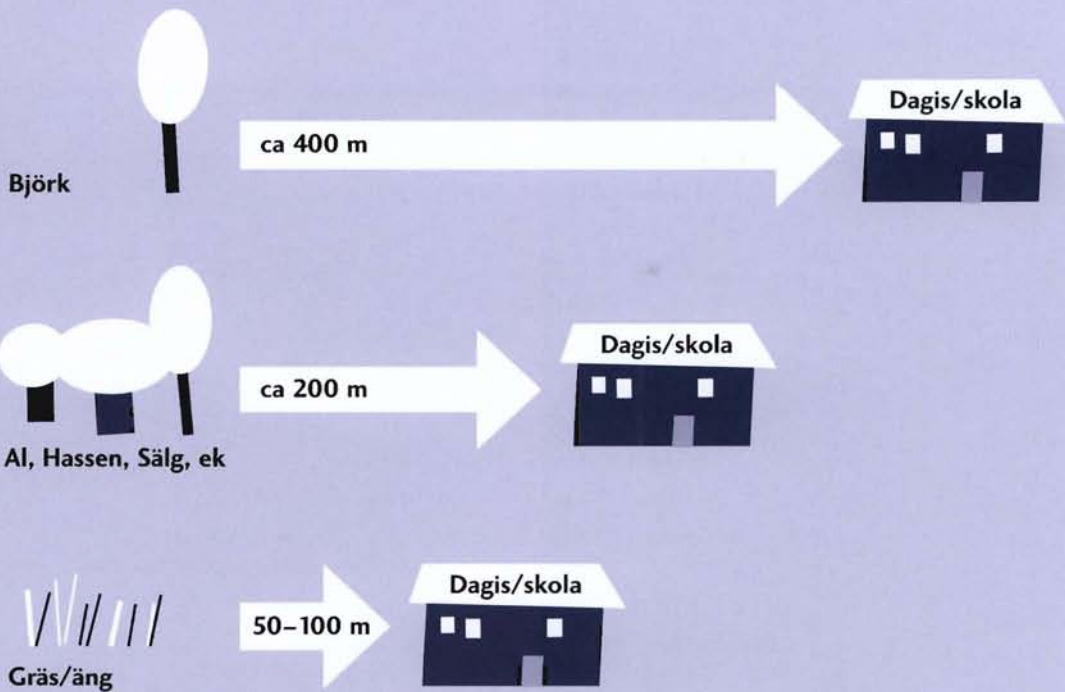 Dagis/skola
ca 400 m
Björk
Dagis/skola
ca 200 m
Al, Hassen, Sälg, ek
Dagis/skola
50–100 m
Gräs/äng